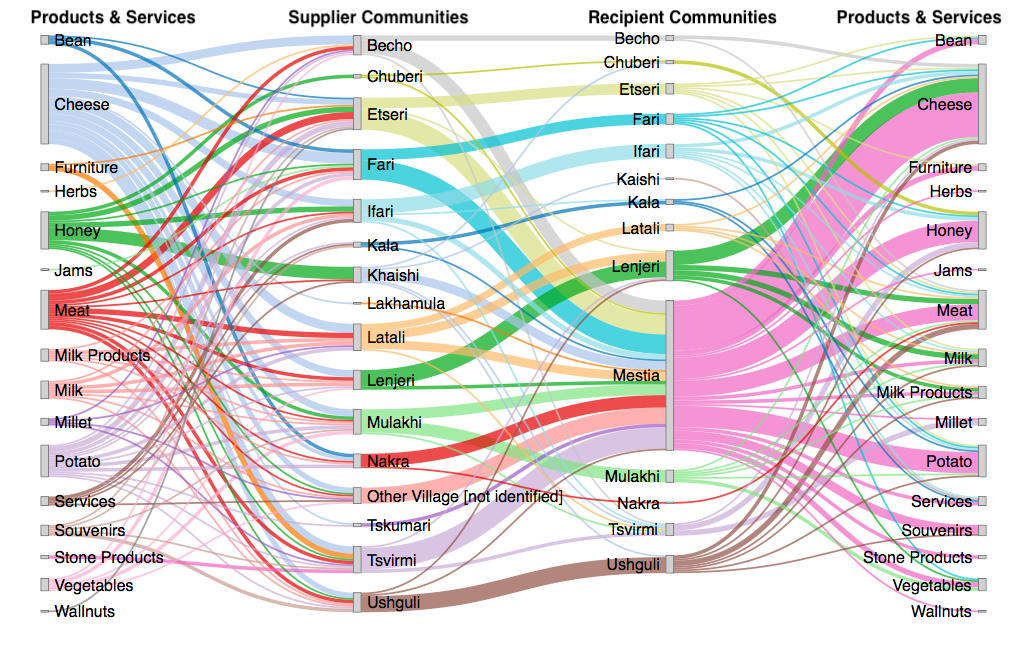 Products & Services
Supplier Communities
Recipient Communities
Products & Services
Bean
Cheese
Furniture
Herbs
Honey
Jams
Meat
Milk Products
Milk
Millet
Potato
Services
Souvenirs
Stone Products
Vegetables
Wallnuts
Becho
Chuberi
Etseri
Fari
Ifari
Kala
Khaishi
Lakhamula
Latali
Lenjeri
Mulakhi
Nakra
Other Village [not identified]
Tskumari
Tsvirmi
Ushguli
Becho
Chuberi
Etseri
Fari
Ifari
Kaishi
Kala
Latali
Lenjeri
Mestia
Mulakhi
Nakra
Tsvirmi
Ushguli
Bean
Cheese
Furniture
Herbs
Honey
Jams
Meat
Milk
Milk Products
Millet
Potato
Services
Souvenirs
Stone Products
Vegetables
Wallnuts